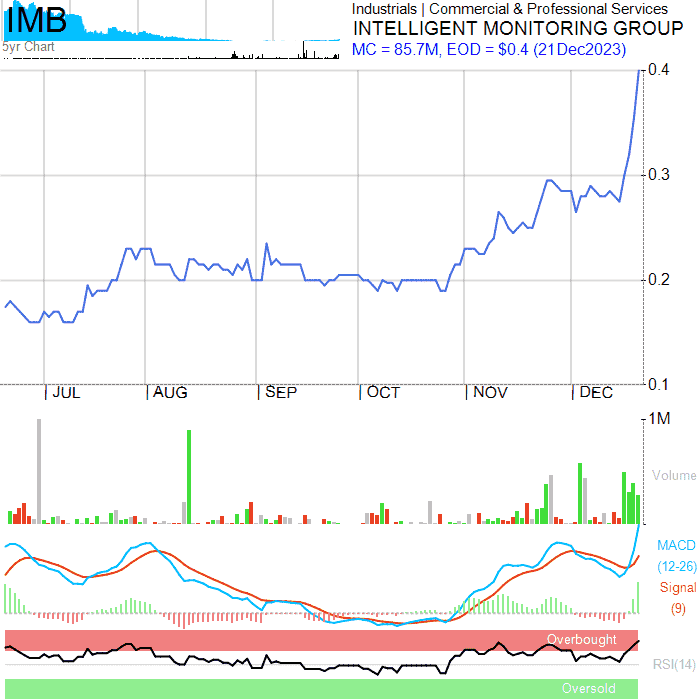 IMB
5yr Chart
Industrials | Commercial & Professional Services
INTELLIGENT MONITORING GROUP
MC = 85.7M, EOD = $0.4 (21Dec2023)
0.4
0.3
0.2
0.1
JUL
AUG
SEP
OCT
NOV
DEC
1M
Volume
MACD
(12-26)
Signal
(9)
Overbought
RSI(14)
Oversold